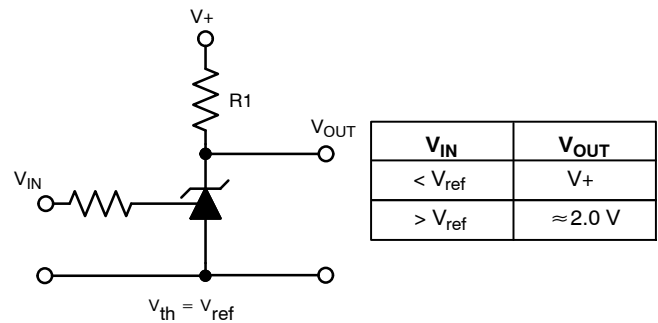 V+
R1
VOUT
VIN
Vth = Vref
VIN VOUT
< Vref V+
> Vref ≈2.0 V